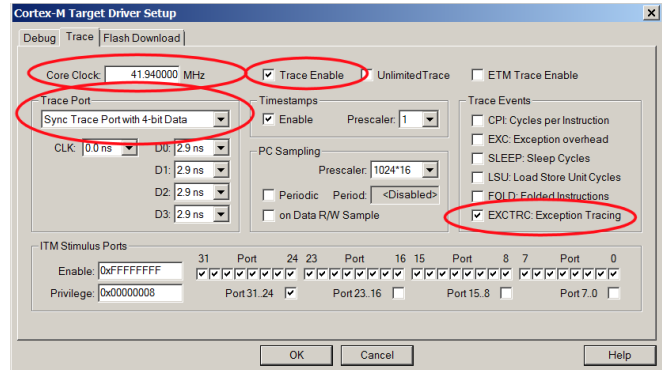 Cortex-M Target Driver Setup
Debug Trace Flash Download
Core Clock: 41.940000 MHz Trace Enable UnlimitedTrace ETM Trace Enable
Trace Port Timestamps Trace Events
Sync Trace Port with 4-bit Data Enable Prescaler: 1 CPI: Cycles per Instruction
EXC: Exception overhead
CLK: 0.0 ns D0: 2.9 ns PC Sampling SLEEP: Sleep Cycles
D1: 2.9 ns Prescaler: 1024*16 LSU: Load Store Unit Cycles
D2: 2.9 ns Periodic Period: <Disabled> FOLD: Folded Instructions
D3: 2.9 ns on Data R/W Sample EXCTRC: Exception Tracing
ITM Stimulus Ports
31 Port 24 23 Port 16 15 Port 8 7 Port 0
Enable: 0xFFFFFFFF
Privilege: 0x00000008 Port 31..24 Port 23..16 Port 15..8 Port 7..0
OK Cancel Help